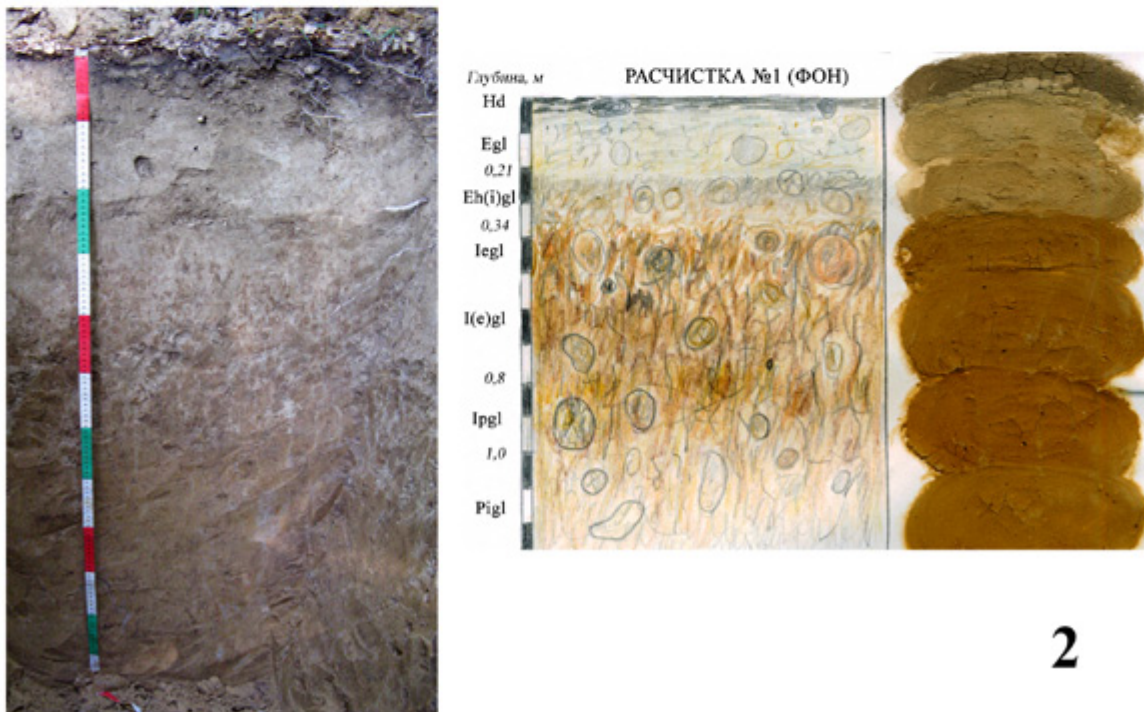 Глубина, м
РАСЧИСТКА №1 (ФОН)
Hd
Egl
0,21
Eh(i)gl
0,34
Iegl
I(e)gl
0,8
Ipgl
1,0
Pigl
2